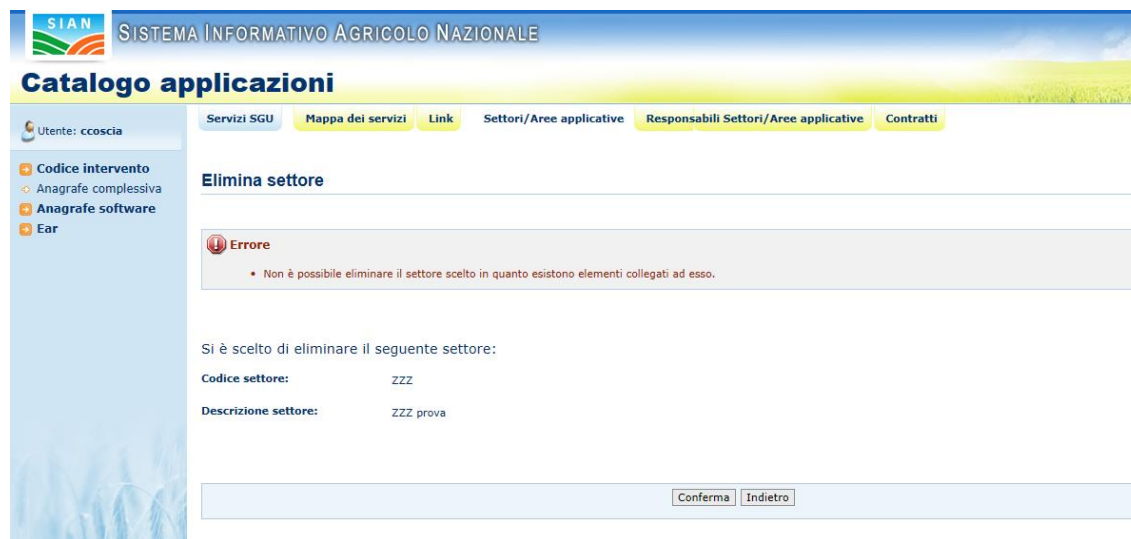 SIAN
SISTEMA INFORMATIVO AGRICOLO NAZIONALE
Catalogo applicazioni
Utente: ccoscia
Servizi SGU Mappa dei servizi Link Settori/Aree applicative Responsabili Settori/Aree applicative Contratti
Codice intervento
Anagrafe complessiva
Anagrafe software
Ear
Elimina settore
Errore
• Non è possibile eliminare il settore scelto in quanto esistono elementi collegati ad esso.
Si è scelto di eliminare il seguente settore:
Codice settore: ZZZ
Descrizione settore: ZZZ prova
Conferma Indietro